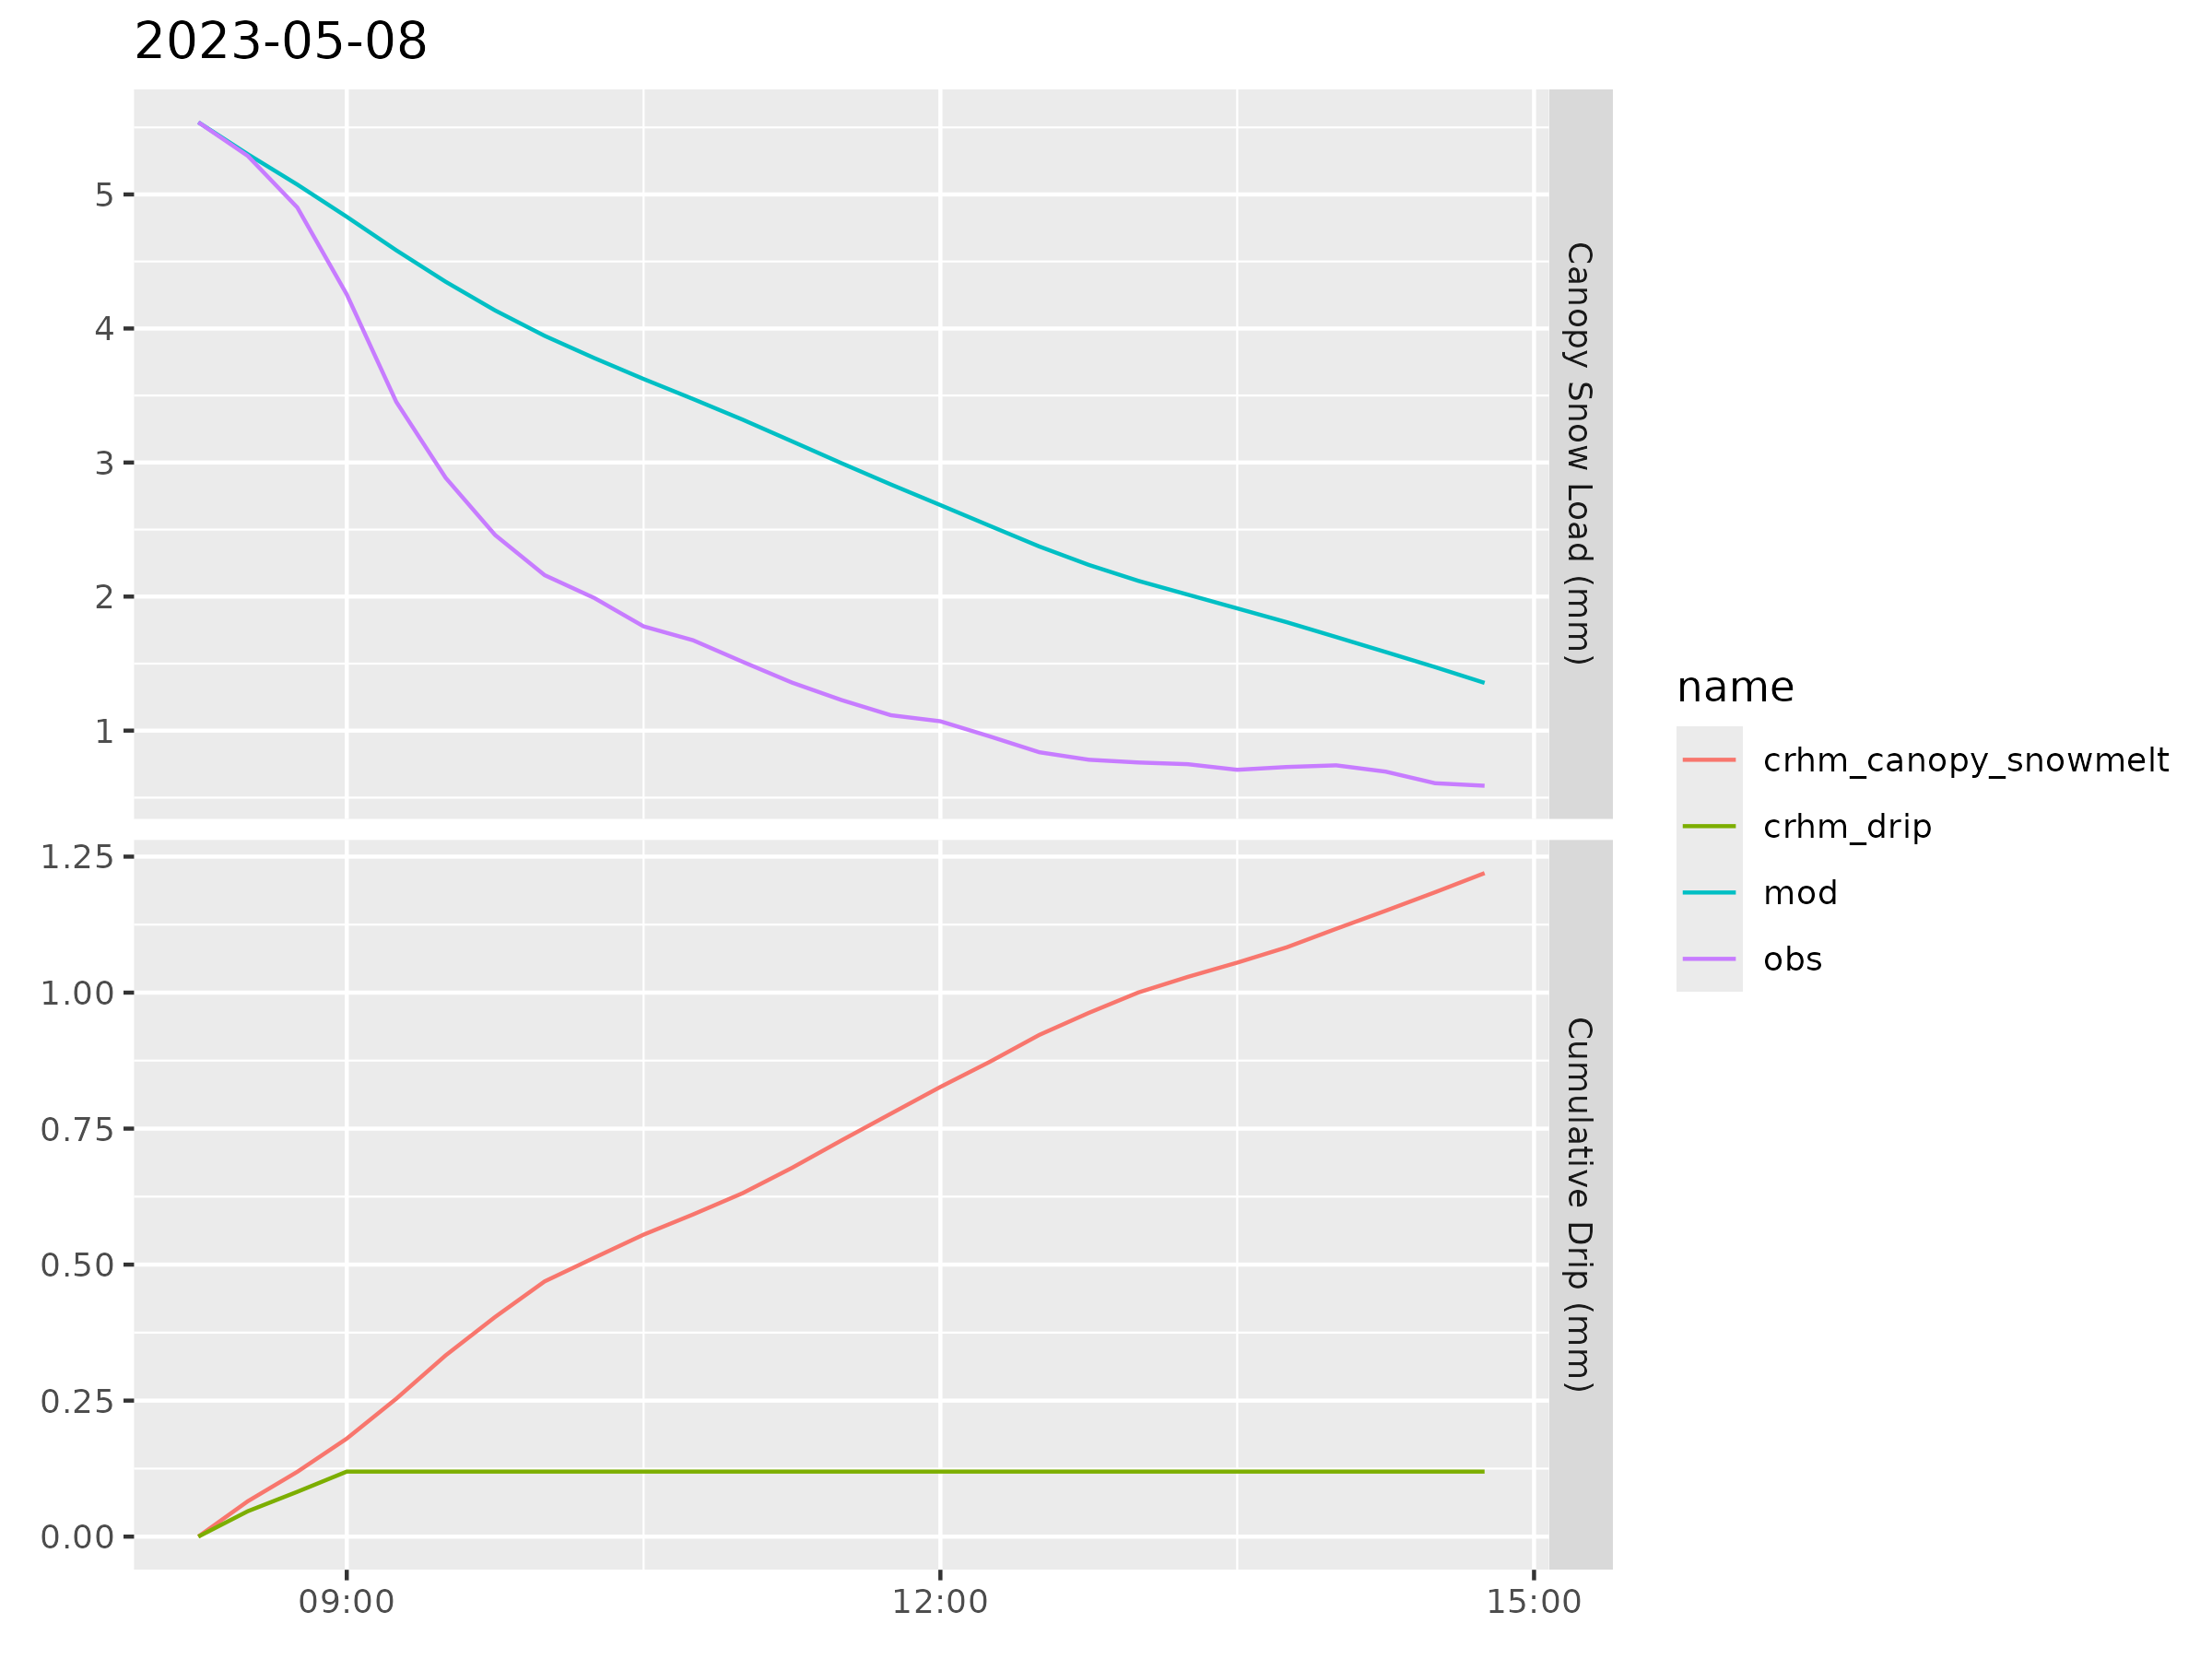 2023-05-08
5
4
3
2
1
Canopy Snow Load (mm)
1.25
1.00
0.75
0.50
0.25
0.00
Cumulative Drip (mm)
09:00
12:00
15:00
name
crhm_canopy_snowmelt
crhm_drip
mod
obs